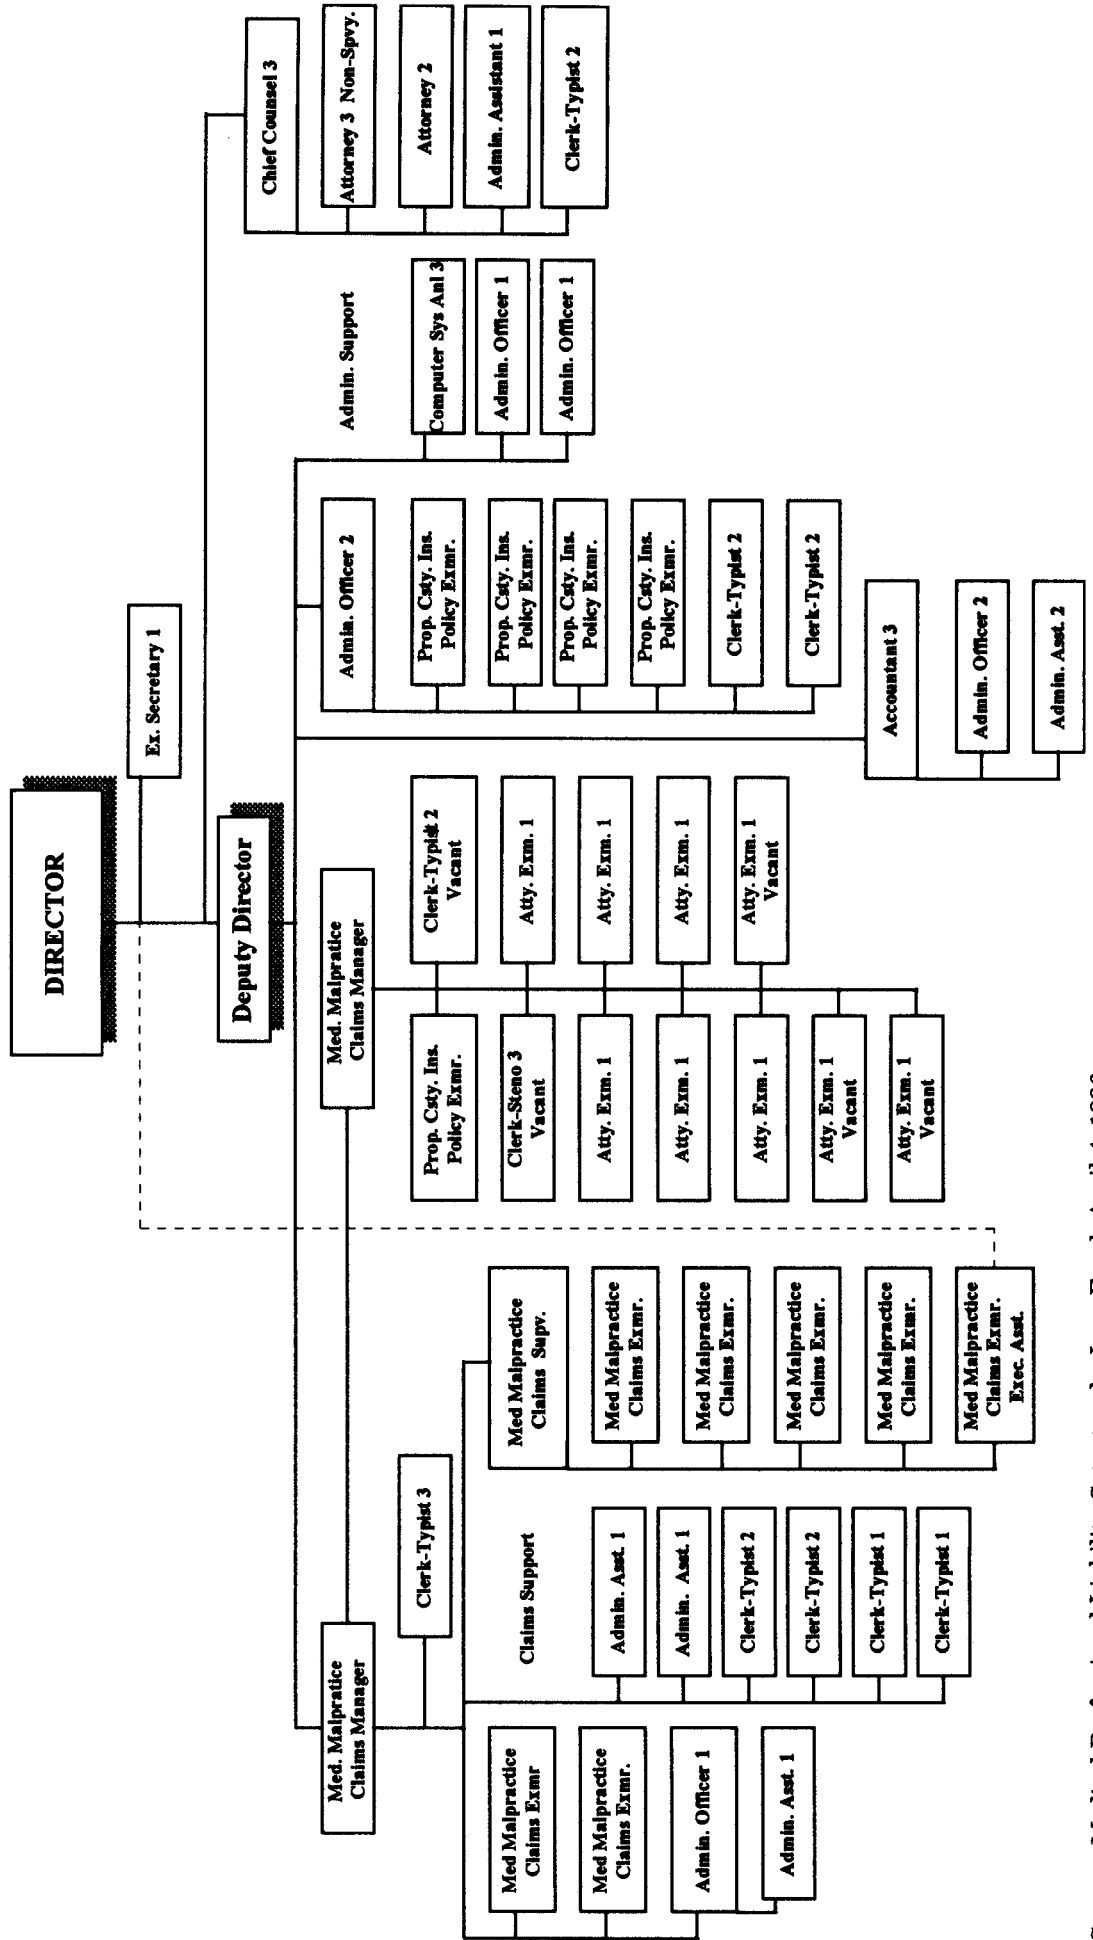 DIRECTOR
Ex. Secretary 1
Deputy Director
Chief Counsel 3
Attorney 3 Non-Spvy.
Attorney 2
Admin. Assistant 1
Clerk-Typist 2
Admin. Support
Computer Sys Anl 3
Admin. Officer 1
Admin. Officer 1
Admin. Officer 2
Prop. Csty. Ins.
Policy Exmr.
Prop. Csty. Ins.
Policy Exmr.
Prop. Csty. Ins.
Policy Exmr.
Prop. Csty. Ins.
Policy Exmr.
Clerk-Typist 2
Clerk-Typist 2
Accountant 3
Admin. Officer 2
Admin. Asst. 2
Med. Malpratice
Claims Manager
Prop. Csty. Ins.
Policy Exmr.
Clerk-Typist 2
Vacant
Clerk-Steno 3
Vacant
Atty. Exm. 1
Atty. Exm. 1
Atty. Exm. 1
Atty. Exm. 1
Atty. Exm. 1
Atty. Exm. 1
Atty. Exm. 1
Vacant
Atty. Exm. 1
Vacant
Atty. Exm. 1
Vacant
Med. Malpratice
Claims Manager
Clerk-Typist 3
Med Malpractice
Claims Exmr
Med Malpractice
Claims Exmr.
Admin. Officer 1
Admin. Asst. 1
Claims Support
Admin. Asst. 1
Admin. Asst. 1
Clerk-Typist 2
Clerk-Typist 2
Clerk-Typist 1
Clerk-Typist 1
Med Malpractice
Claims Supv.
Med Malpractice
Claims Exmr.
Med Malpractice
Claims Exmr.
Med Malpractice
Claims Exmr.
Med Malpractice
Claims Exmr.
Med Malpractice
Claims Exmr.
Exec. Asst.